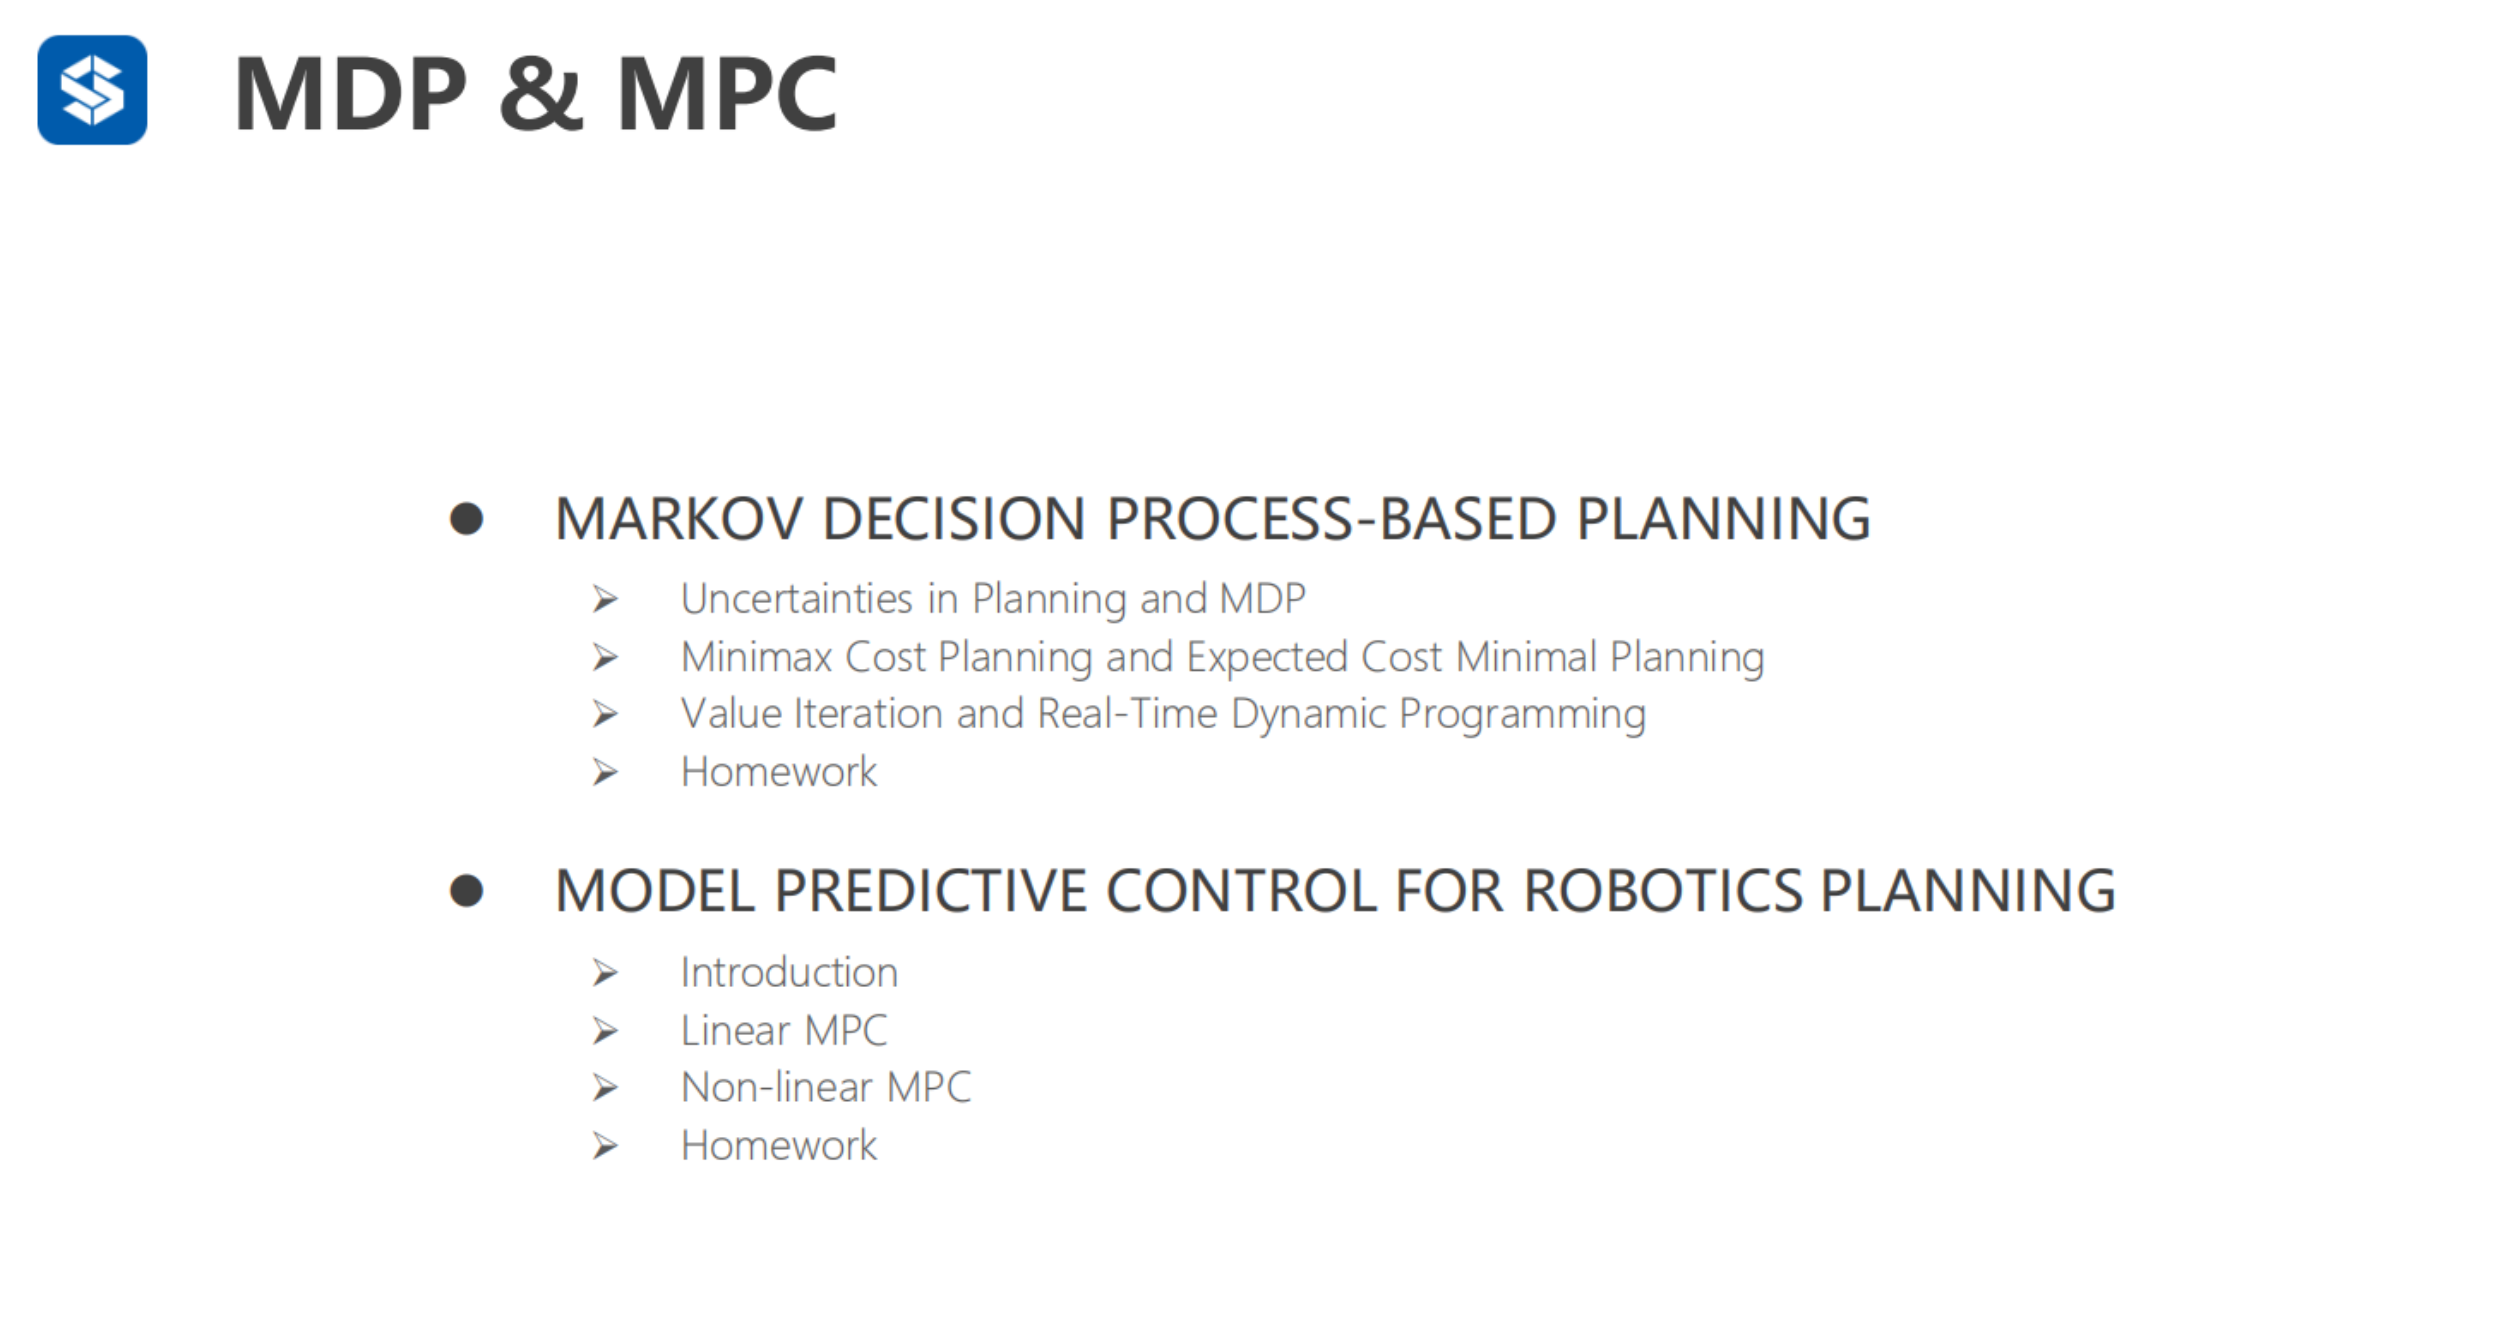 MDP & MPC
● MARKOV DECISION PROCESS-BASED PLANNING
➢ Uncertainties in Planning and MDP
➢ Minimax Cost Planning and Expected Cost Minimal Planning
➢ Value Iteration and Real-Time Dynamic Programming
➢ Homework
● MODEL PREDICTIVE CONTROL FOR ROBOTICS PLANNING
➢ Introduction
➢ Linear MPC
➢ Non-linear MPC
➢ Homework